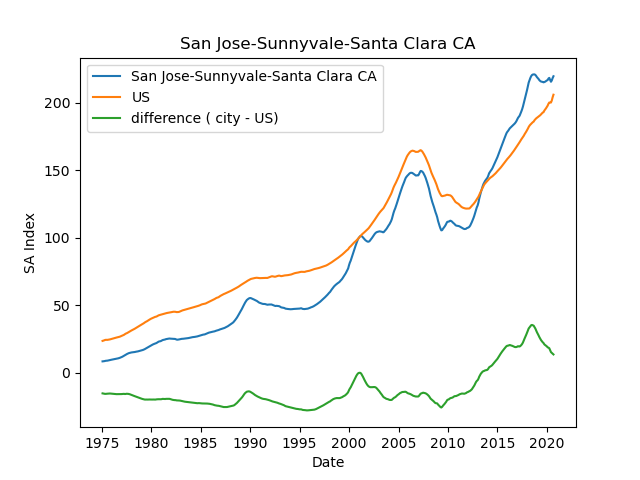 San Jose-Sunnyvale-Santa Clara CA
San Jose-Sunnyvale-Santa Clara CA
US
difference ( city - US)
SA Index
200
150
100
50
0
1975 1980 1985 1990 1995 2000 2005 2010 2015 2020
Date